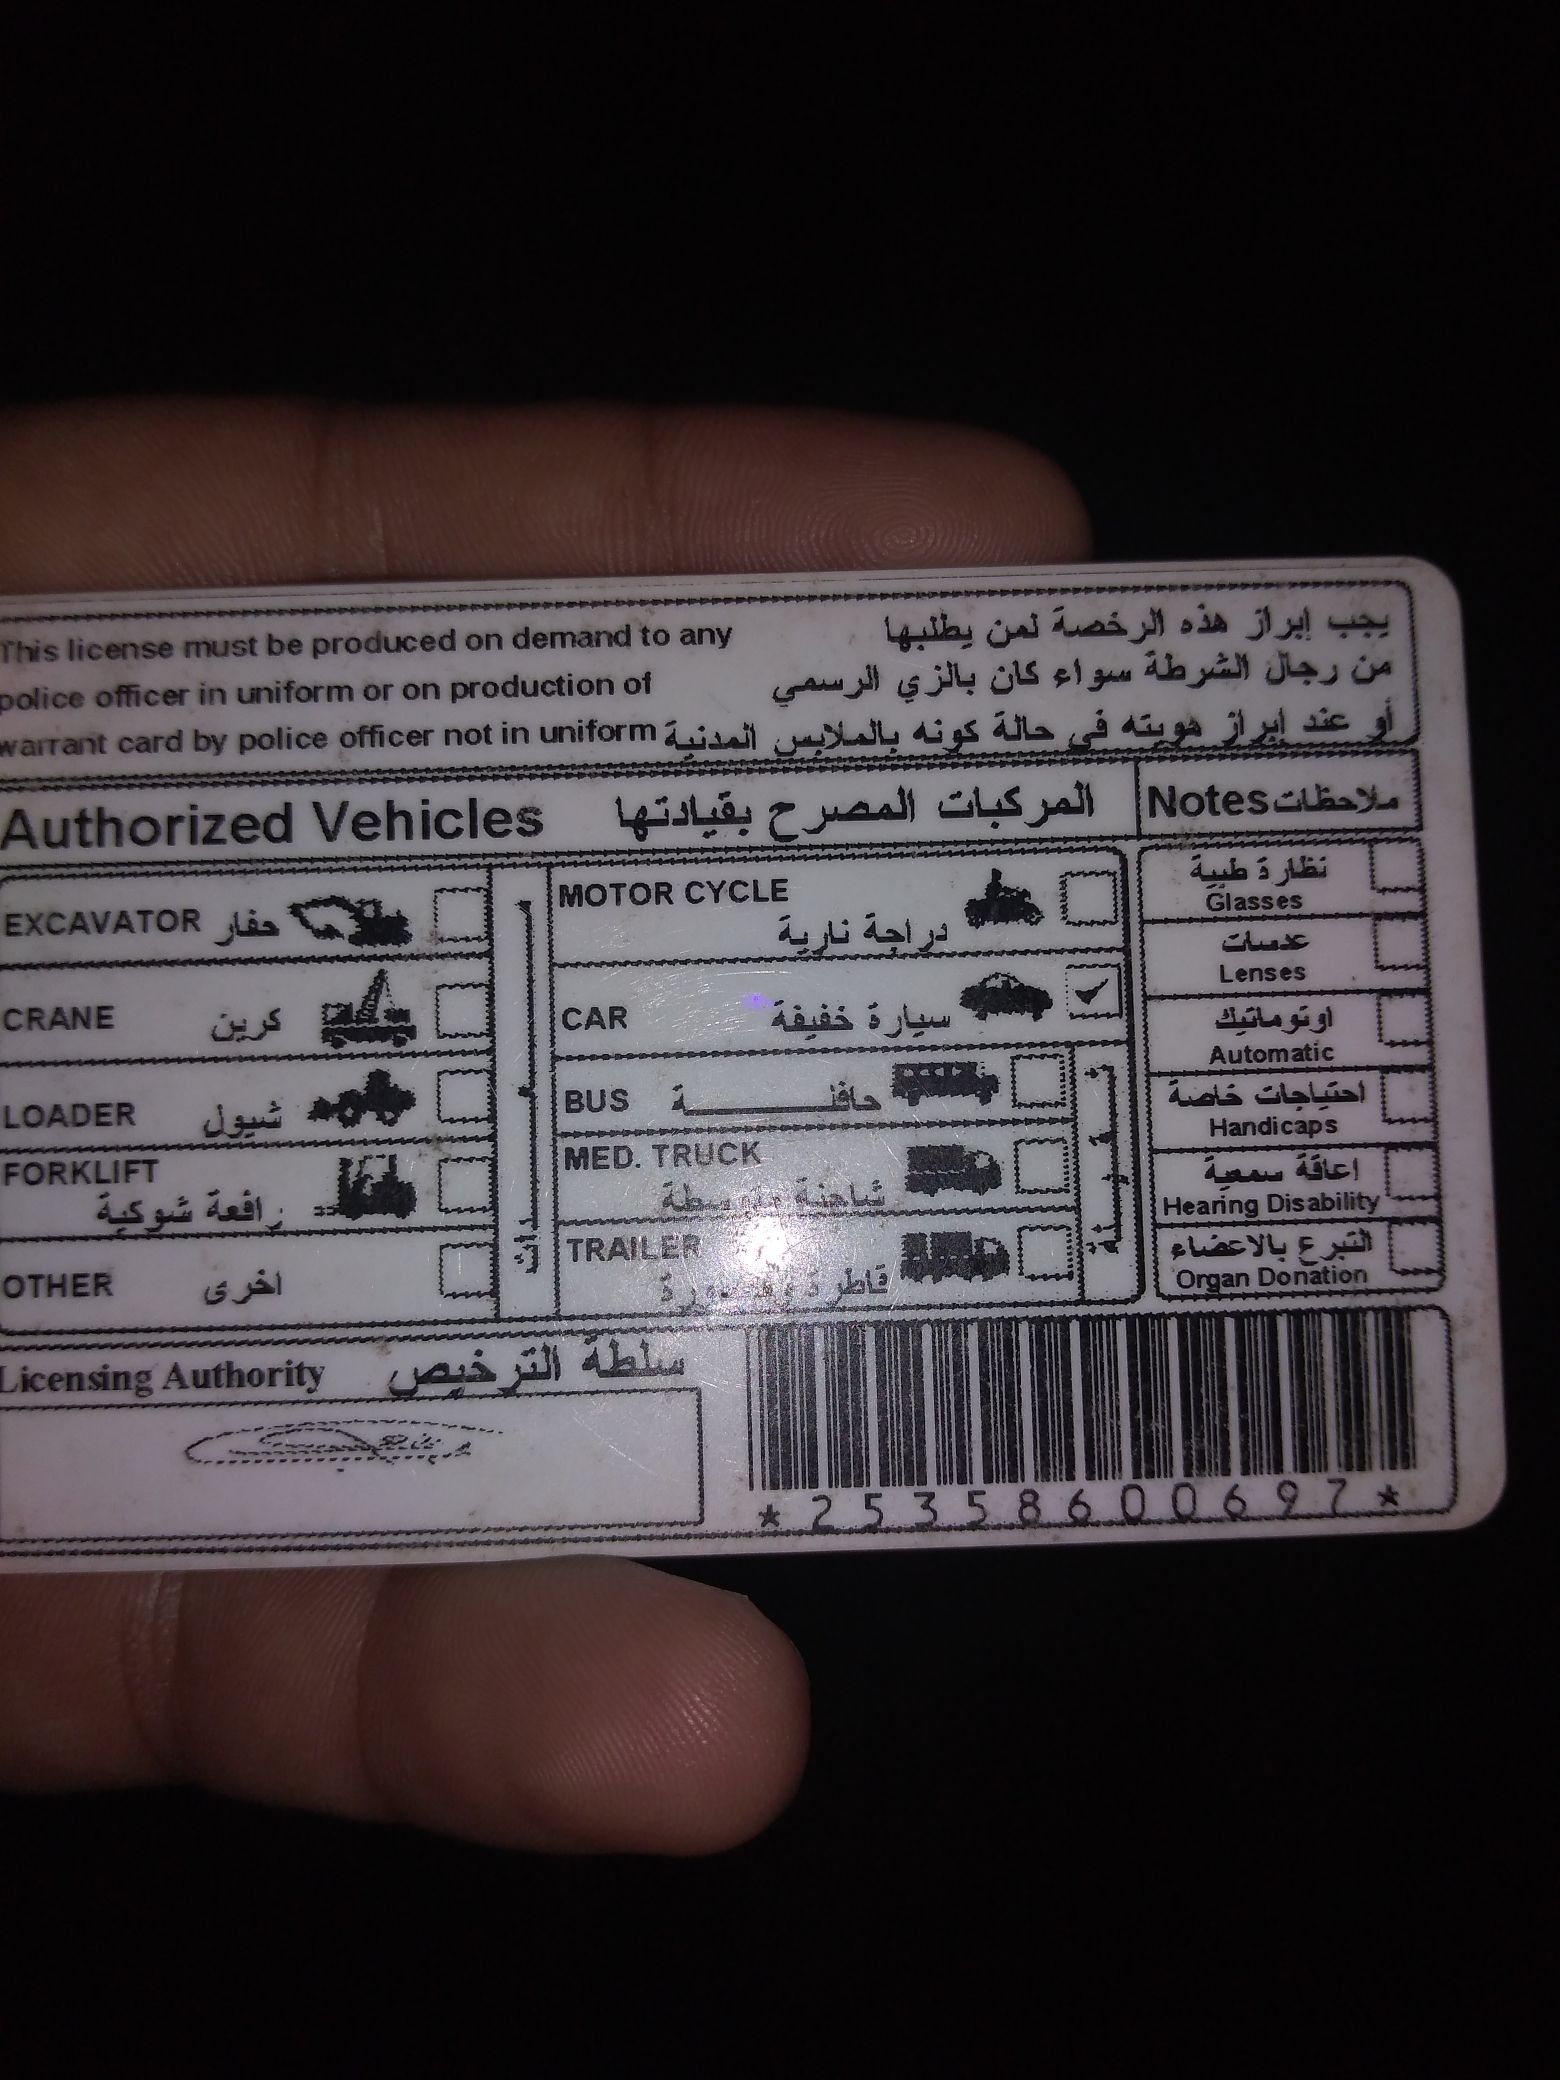 This license must be produced on demand to any
police officer in uniform or on production of
warrant card by police officer not in uniform
يجب إبراز هذه الرخصة لمن يطلبها
من رجال الشرطة سواء كان بالزي الرسمي
أو عند إبراز هويته في حالة كونه بالملابس المدنية
Authorized Vehicles المركبات المصرح بقيادتها
EXCAVATOR حفار
CRANE كرين
LOADER شيول
FORKLIFT
رافعة شوكية
OTHER اخرى
MOTOR CYCLE
دراجة نارية
CAR سيارة خفيفة
BUS حافلـــــــــــة
MED. TRUCK
شاحنة متوسطة
TRAILER
قاطرة
Notes ملاحظات
نظارة طبية
Glasses
عدسات
Lenses
اوتوماتيك
Automatic
احتياجات خاصة
Handicaps
اعاقة سمعية
Hearing Disability
التبرع بالاعضاء
Organ Donation
Licensing Authority سلطة الترخيص
*25358600697*